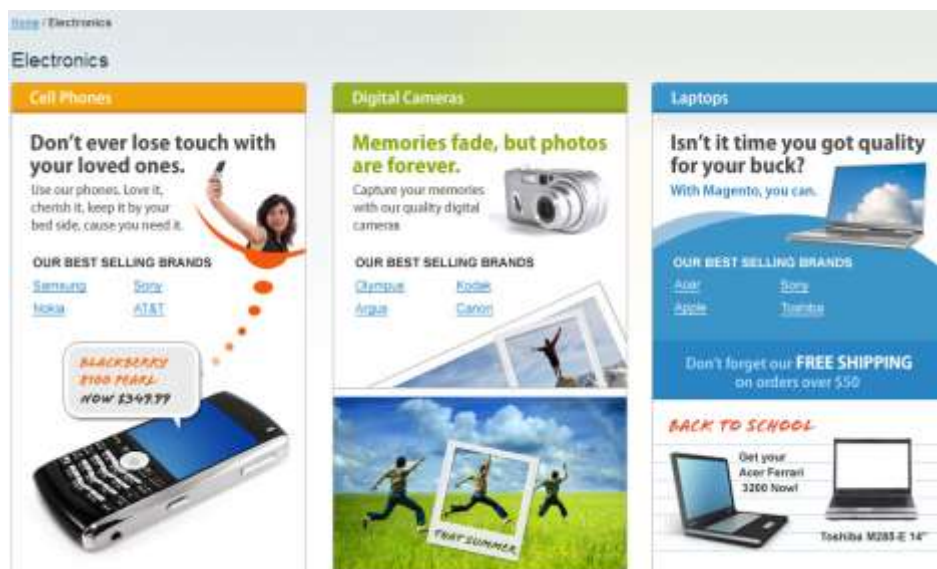 Home / Electronics
Electronics
Cell Phones
Don't ever lose touch with
your loved ones.
Use our phones. Love it,
cherish it, keep it by your
bed side, cause you need it.
OUR BEST SELLING BRANDS
Samsung Sony
Nokia AT&T
BLACKBERRY
8100 PEARL
NOW $349.99
Digital Cameras
Memories fade, but photos
are forever.
Capture your memories
with our quality digital
cameras
OUR BEST SELLING BRANDS
Olympus Kodak
Argus Canon
THAT SUMMER
Laptops
Isn't it time you got quality
for your buck?
With Magento, you can.
OUR BEST SELLING BRANDS
Acer Sony
Apple Toshiba
Don't forget our FREE SHIPPING
on orders over $50
BACK TO SCHOOL
Get your
Acer Ferrari
3200 Now!
Toshiba M285-E 14"